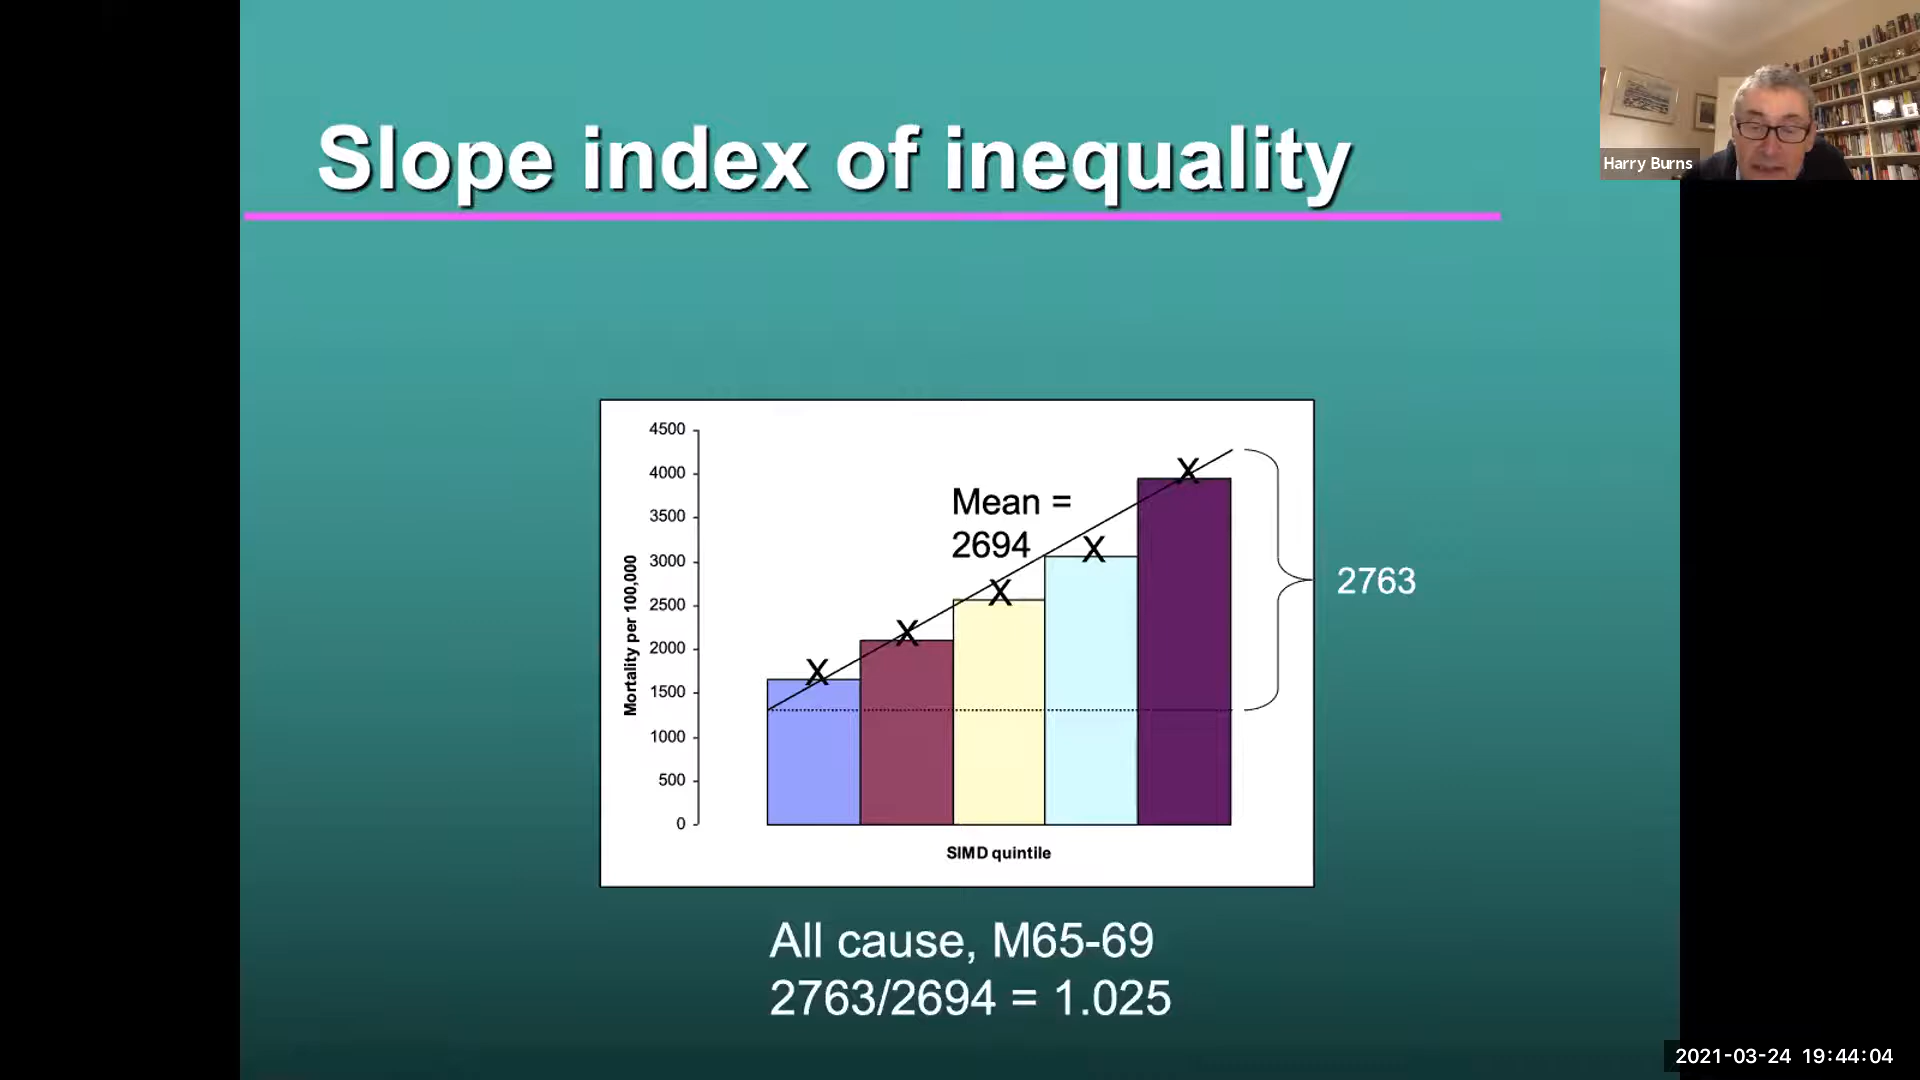 Slope index of inequality
Harry Burns
4500
4000
3500
3000
2500
2000
1500
1000
500
0
Mortality per 100,000
Mean =
2694
X
X
X
X
X
2763
SIMD quintile
All cause, M65-69
2763/2694 = 1.025
2021-03-24 19:44:04